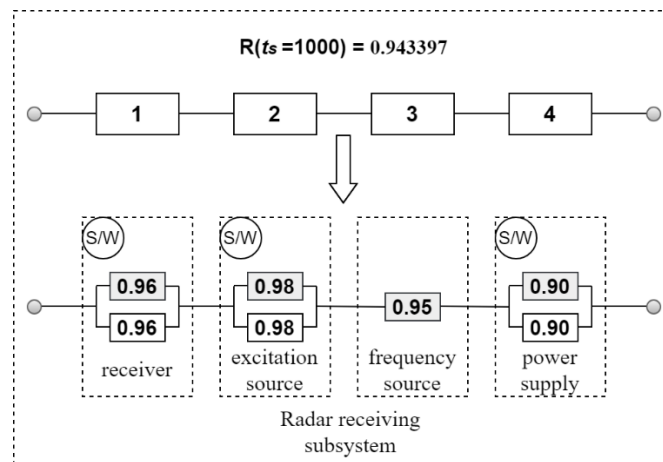 R(ts =1000) = 0.943397
1 2 3 4
S/W S/W S/W
0.96 0.98 0.90
0.95
0.96 0.98 0.90
receiver excitation frequency power
source source supply
Radar receiving
subsystem